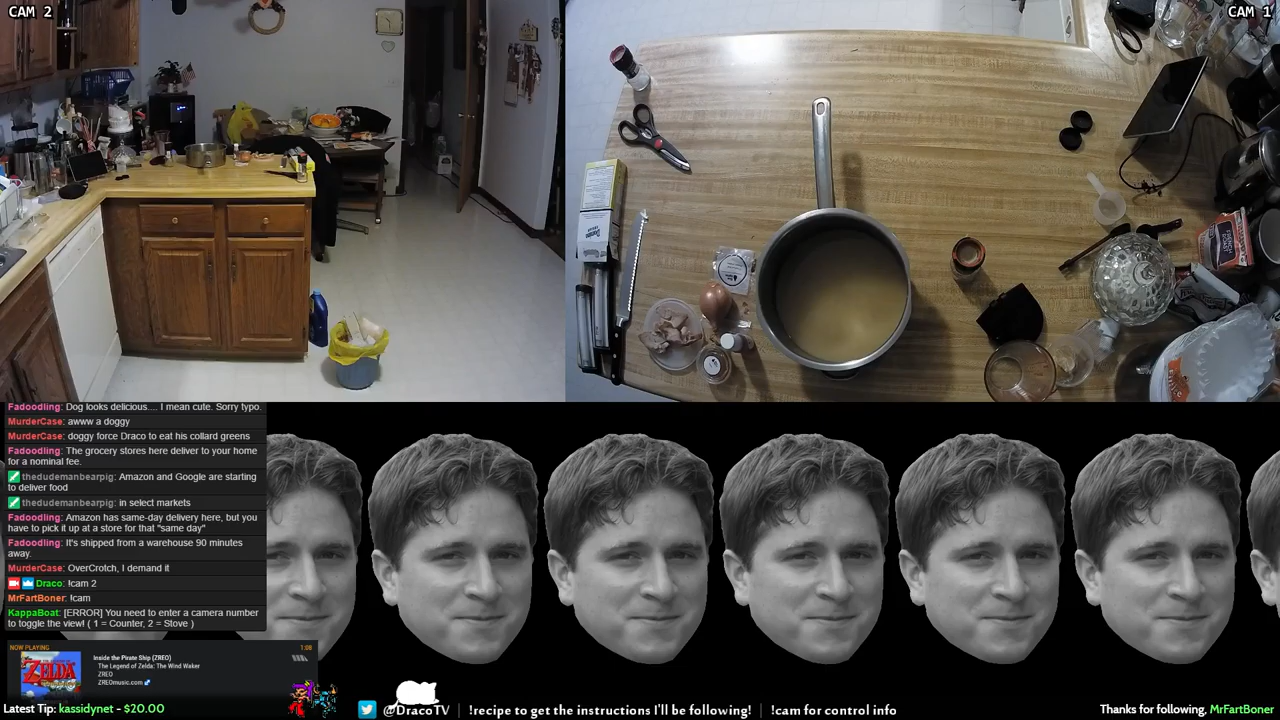 CAM 2
CAM 1
Fadoodling: Dog looks delicious.... I mean cute. Sorry typo.
MurderCase: awww a doggy
MurderCase: doggy force Draco to eat his collard greens
Fadoodling: The grocery stores here deliver to your home
for a nominal fee.
thedudemanbearpig: Amazon and Google are starting
to deliver food
thedudemanbearpig: in select markets
Fadoodling: Amazon has same-day delivery here, but you
have to pick it up at a store for that "same day"
Fadoodling: It's shipped from a warehouse 90 minutes
away.
MurderCase: OverCrotch, I demand it
Draco: !cam 2
MrFartBoner: !cam
KappaBoat: [ERROR] You need to enter a camera number
to toggle the view! ( 1 = Counter, 2 = Stove )
NOW PLAYING
1:08
Inside the Pirate Ship (ZREO)
The Legend of Zelda: The Wind Waker
ZREO
ZREOmusic.com
ZELDA
Latest Tip: kassidynet - $20.00
@DracoTV
!recipe to get the instructions I'll be following!
!cam for control info
Thanks for following, MrFartBoner